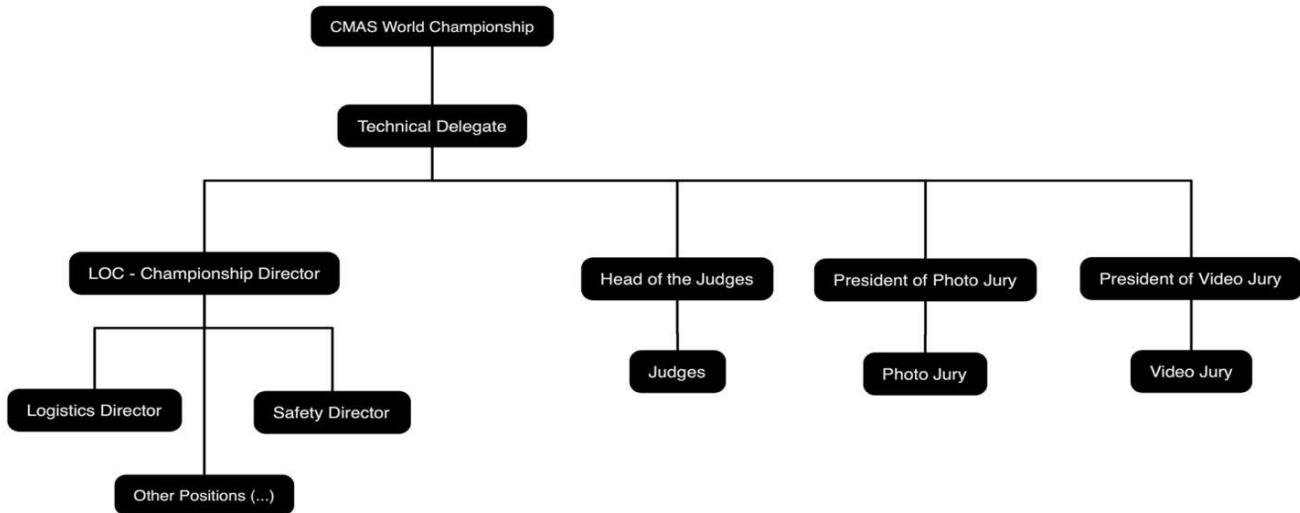 CMAS World Championship
Technical Delegate
LOC - Championship Director
Head of the Judges
President of Photo Jury
President of Video Jury
Judges
Photo Jury
Video Jury
Logistics Director
Safety Director
Other Positions (...)